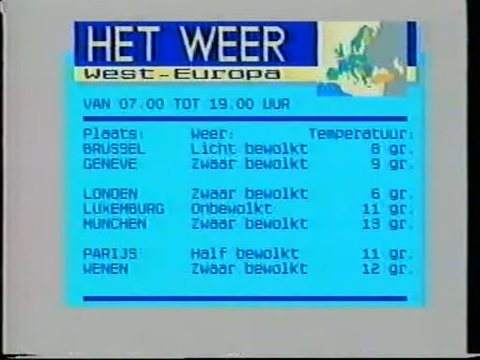 HET WEER
West-Europa
VAN 07.00 TOT 19.00 UUR
Plaats: Weer: Temperatuur:
BRUSSEL Licht bewolkt 8 gr.
GENEVE Zwaar bewolkt 9 gr.
LONDEN Zwaar bewolkt 6 gr.
LUXEMBURG Onbewolkt 11 gr.
MUNCHEN Zwaar bewolkt 13 gr.
PARIJS Half bewolkt 11 gr.
WENEN Zwaar bewolkt 12 gr.